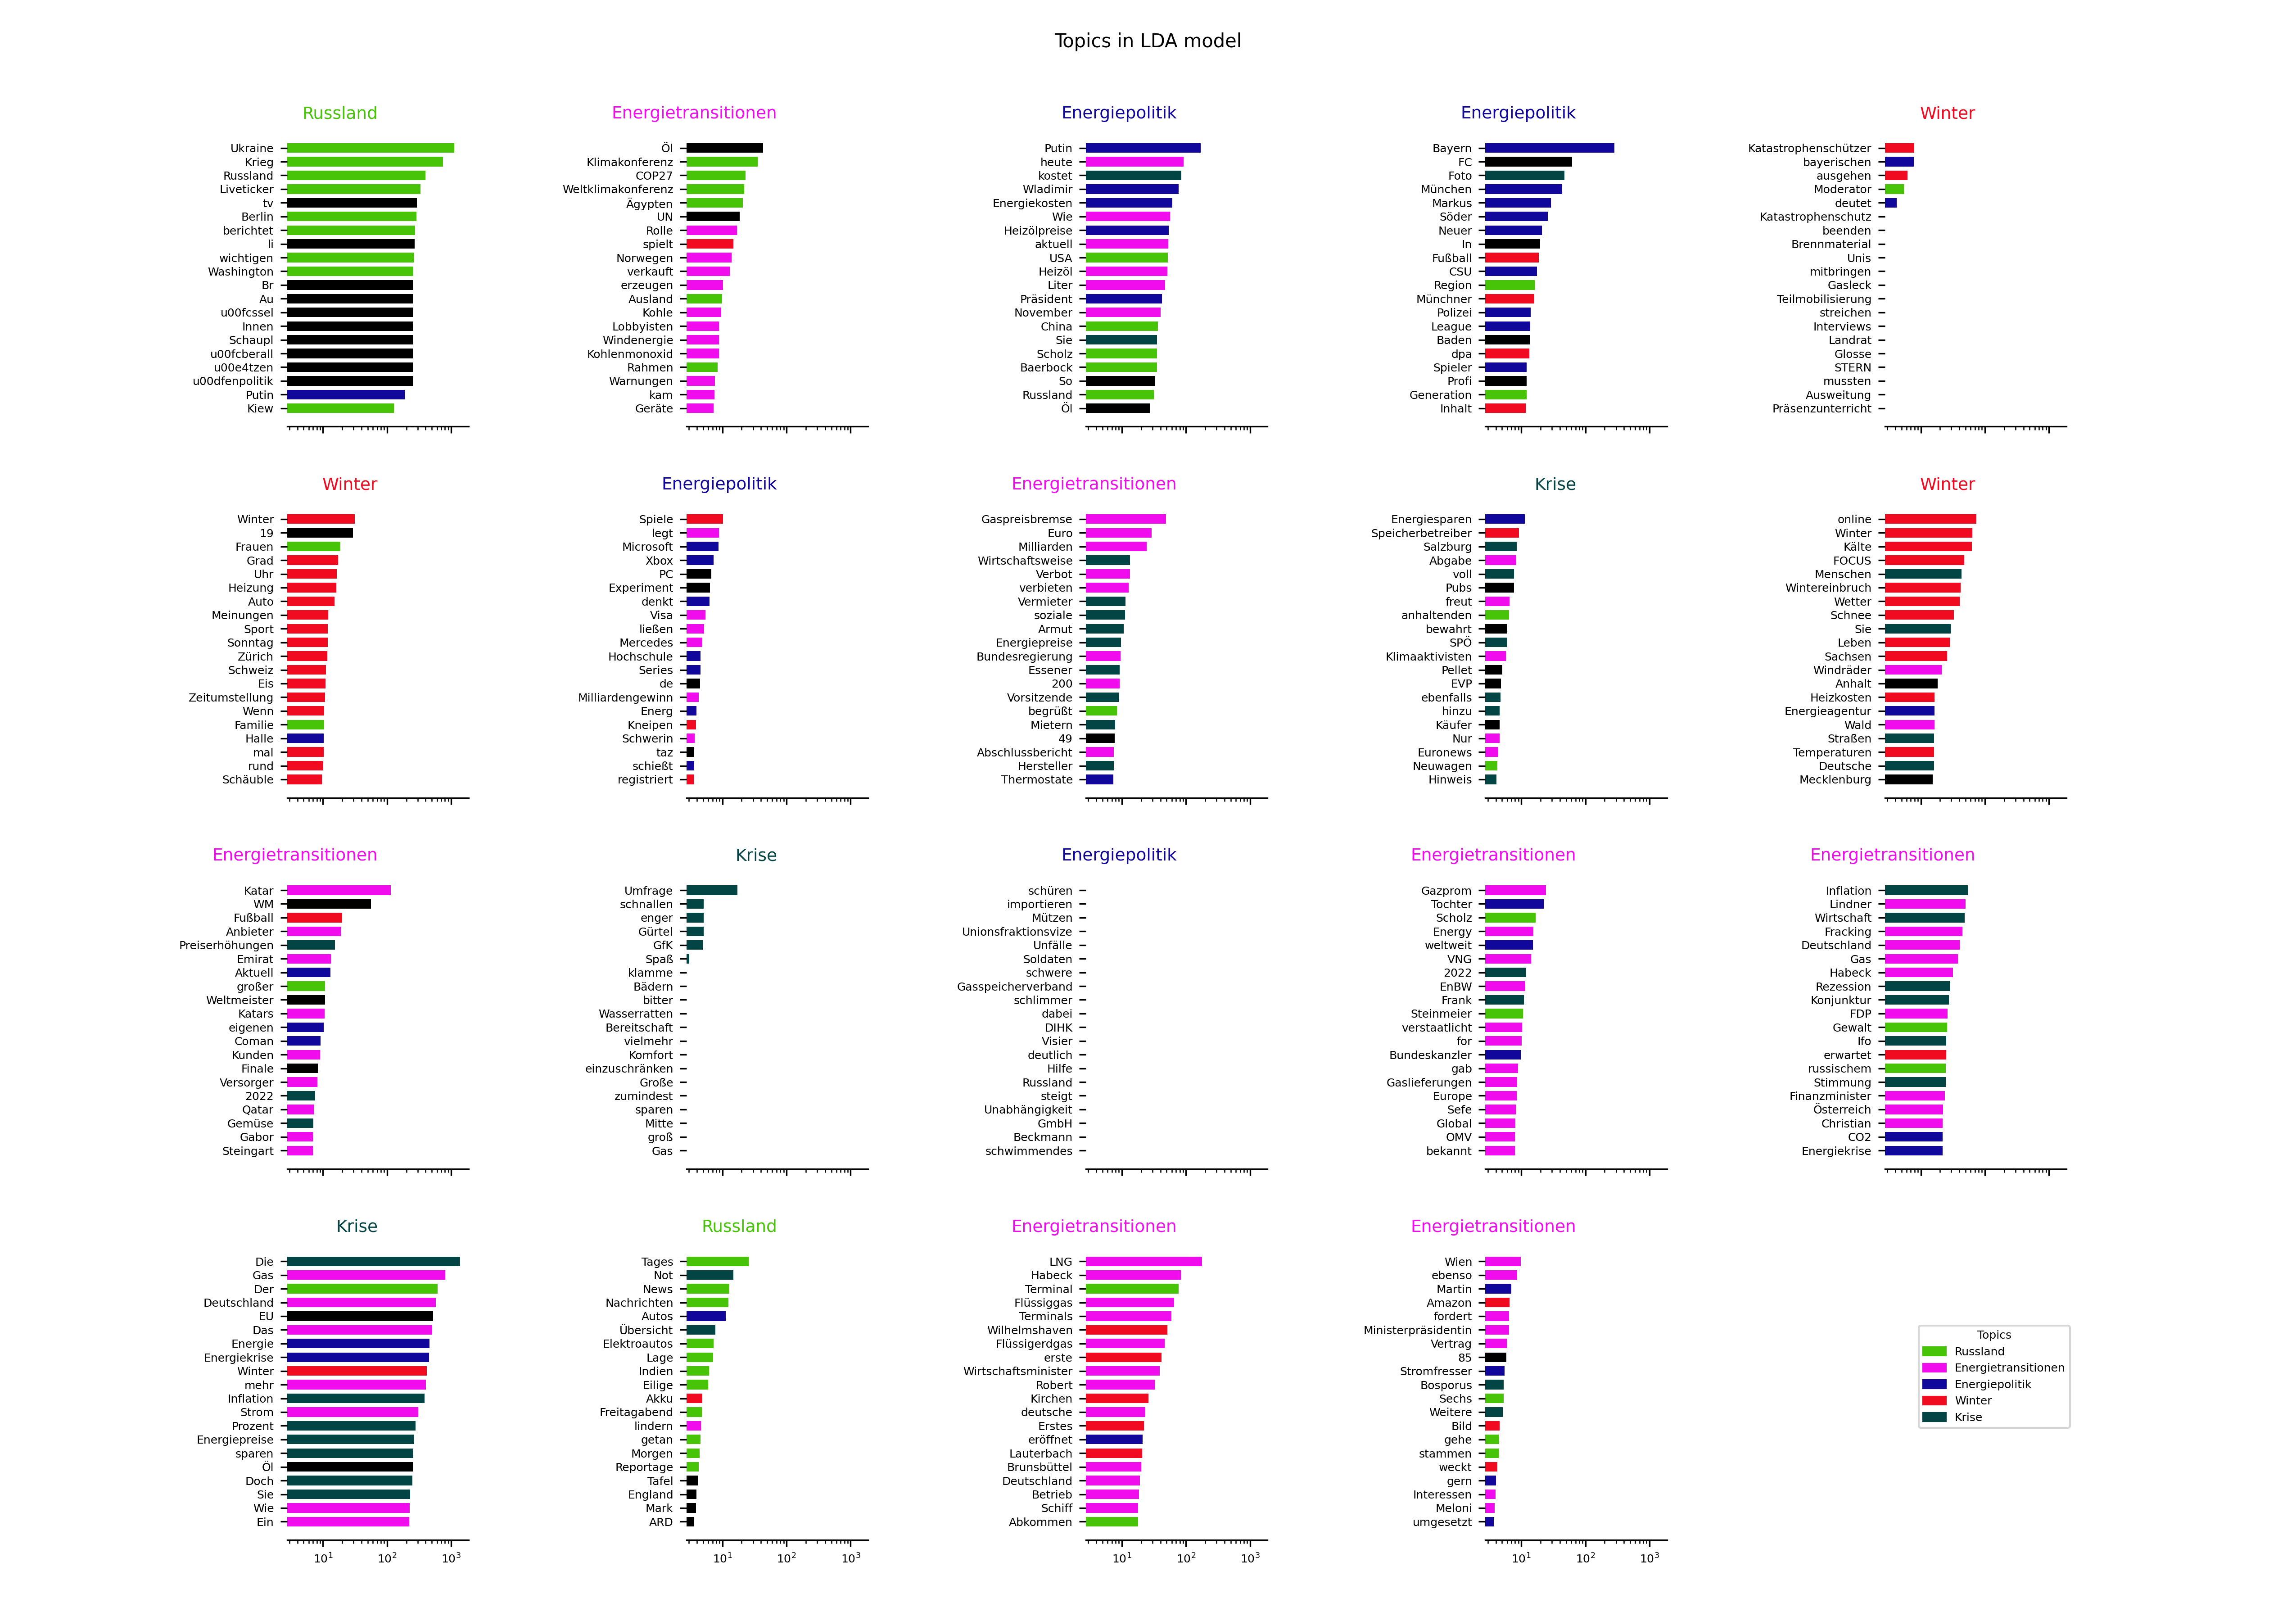 Topics in LDA model
Russland
Ukraine
Krieg
Russland
Liveticker
tv
Berlin
berichtet
li
wichtigen
Washington
Br
Au
u00fcssel
Innen
Schaupl
u00fcberall
u00e4tzen
u00dfenpolitik
Putin
Kiew
Energietransitionen
Öl
Klimakonferenz
COP27
Weltklimakonferenz
Ägypten
UN
Rolle
spielt
Norwegen
verkauft
erzeugen
Ausland
Kohle
Lobbyisten
Windenergie
Kohlenmonoxid
Rahmen
Warnungen
kam
Geräte
Energiepolitik
Putin
heute
kostet
Wladimir
Energiekosten
Wie
Heizölpreise
aktuell
USA
Heizöl
Liter
Präsident
November
China
Sie
Scholz
Baerbock
So
Russland
Öl
Energiepolitik
Bayern
FC
Foto
München
Markus
Söder
Neuer
In
Fußball
CSU
Region
Münchner
Polizei
League
Baden
dpa
Spieler
Profi
Generation
Inhalt
Winter
Katastrophenschützer
bayerischen
ausgehen
Moderator
deutet
Katastrophenschutz
beenden
Brennmaterial
Unis
mitbringen
Gasleck
Teilmobilisierung
streichen
Interviews
Landrat
Glosse
STERN
mussten
Ausweitung
Präsenzunterricht
Winter
Winter
19
Frauen
Grad
Uhr
Heizung
Auto
Meinungen
Sport
Sonntag
Zürich
Schweiz
Eis
Zeitumstellung
Wenn
Familie
Halle
mal
rund
Schäuble
Energiepolitik
Spiele
legt
Microsoft
Xbox
PC
Experiment
denkt
Visa
ließen
Mercedes
Hochschule
Series
de
Milliardengewinn
Energ
Kneipen
Schwerin
taz
schießt
registriert
Energietransitionen
Gaspreisbremse
Euro
Milliarden
Wirtschaftsweise
Verbot
verbieten
Vermieter
soziale
Armut
Energiepreise
Bundesregierung
Essener
200
Vorsitzende
begrüßt
Mietern
49
Abschlussbericht
Hersteller
Thermostate
Krise
Energiesparen
Speicherbetreiber
Salzburg
Abgabe
voll
Pubs
freut
anhaltenden
bewahrt
SPÖ
Klimaaktivisten
Pellet
EVP
ebenfalls
hinzu
Käufer
Nur
Euronews
Neuwagen
Hinweis
Winter
online
Winter
Kälte
FOCUS
Menschen
Wintereinbruch
Wetter
Schnee
Sie
Leben
Sachsen
Windräder
Anhalt
Heizkosten
Energieagentur
Wald
Straßen
Temperaturen
Deutsche
Mecklenburg
Energietransitionen
Katar
WM
Fußball
Anbieter
Preiserhöhungen
Emirat
Aktuell
großer
Weltmeister
Katars
eigenen
Coman
Kunden
Finale
Versorger
2022
Qatar
Gemüse
Gabor
Steingart
Krise
Umfrage
schnallen
enger
Gürtel
GfK
Spaß
klamme
Bädern
bitter
Wasserratten
Bereitschaft
vielmehr
Komfort
einzuschränken
Große
zumindest
sparen
Mitte
groß
Gas
Energiepolitik
schüren
importieren
Mützen
Unionsfraktionsvize
Unfälle
Soldaten
schwere
Gasspeicherverband
schlimmer
dabei
DIHK
Visier
deutlich
Hilfe
Russland
steigt
Unabhängigkeit
GmbH
Beckmann
schwimmendes
Energietransitionen
Gazprom
Tochter
Scholz
Energy
weltweit
VNG
2022
EnBW
Frank
Steinmeier
verstaatlicht
for
Bundeskanzler
gab
Gaslieferungen
Europe
Sefe
Global
OMV
bekannt
Energietransitionen
Inflation
Lindner
Wirtschaft
Fracking
Deutschland
Gas
Habeck
Rezession
Konjunktur
FDP
Gewalt
Ifo
erwartet
russischem
Stimmung
Finanzminister
Österreich
Christian
CO2
Energiekrise
Krise
Die
Gas
Der
Deutschland
EU
Das
Energie
Energiekrise
Winter
mehr
Inflation
Strom
Prozent
Energiepreise
sparen
Öl
Doch
Sie
Wie
Ein
10¹ 10² 10³
Russland
Tages
Not
News
Nachrichten
Autos
Übersicht
Elektroautos
Lage
Indien
Eilige
Akku
Freitagabend
lindern
getan
Morgen
Reportage
Tafel
England
Mark
ARD
10¹ 10² 10³
Energietransitionen
LNG
Habeck
Terminal
Flüssiggas
Terminals
Wilhelmshaven
Flüssigerdgas
erste
Wirtschaftsminister
Robert
Kirchen
deutsche
Erstes
eröffnet
Lauterbach
Brunsbüttel
Deutschland
Betrieb
Schiff
Abkommen
10¹ 10² 10³
Energietransitionen
Wien
ebenso
Martin
Amazon
fordert
Ministerpräsidentin
Vertrag
85
Stromfresser
Bosporus
Sechs
Weitere
Bild
gehe
stammen
weckt
gern
Interessen
Meloni
umgesetzt
10¹ 10² 10³
Topics
Russland
Energietransitionen
Energiepolitik
Winter
Krise